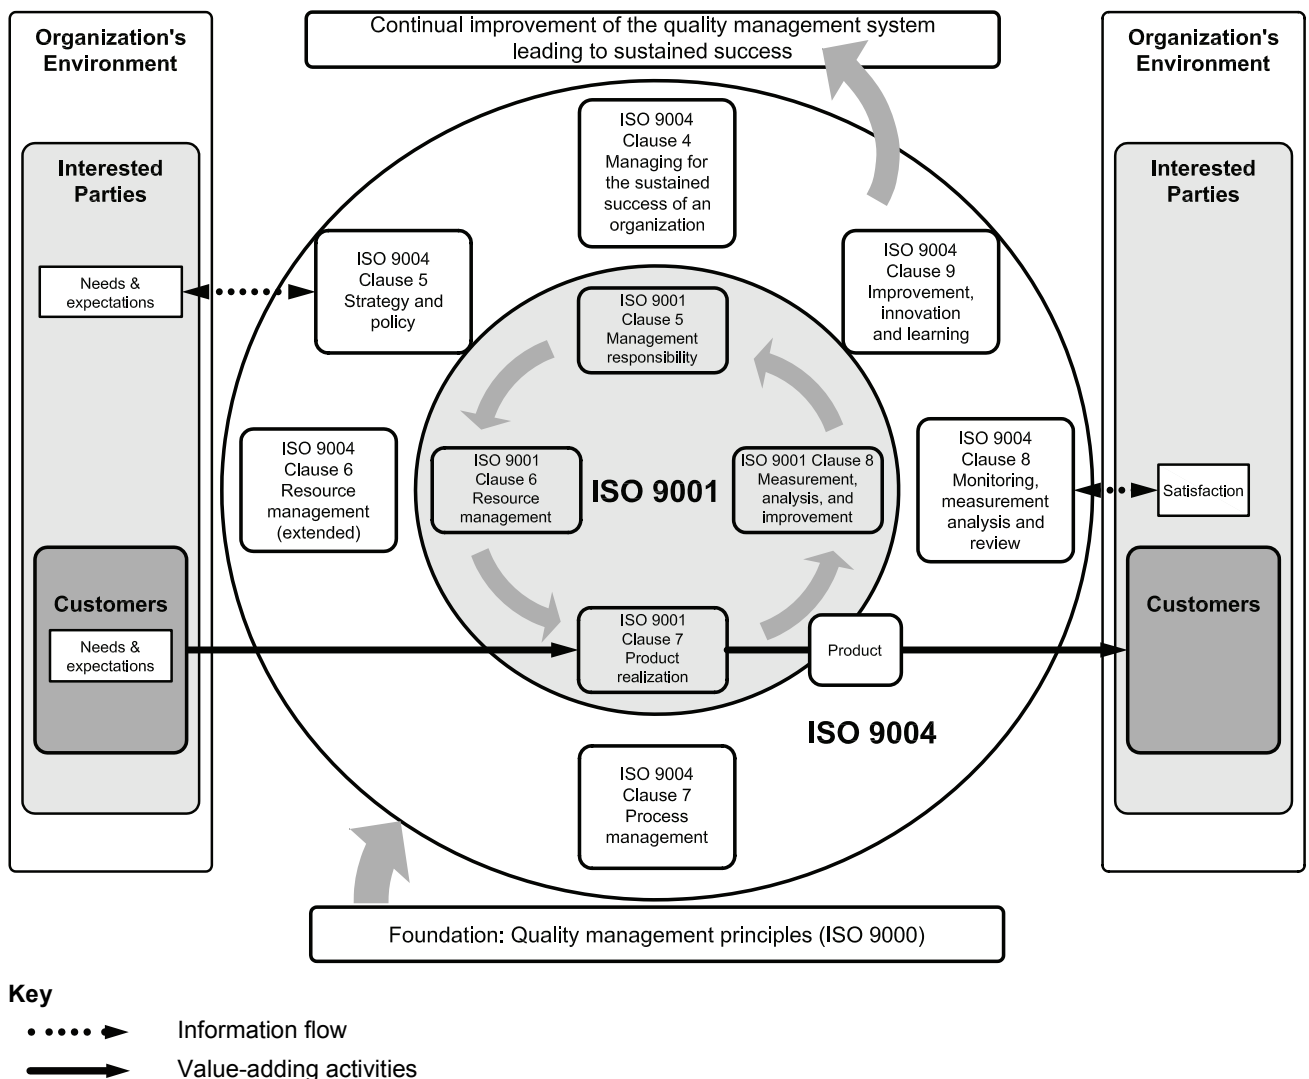 Continual improvement of the quality management system
leading to sustained success
Organization's
Environment
Interested
Parties
Needs &
expectations
Customers
Needs &
expectations
ISO 9004
Clause 4
Managing for
the sustained
success of an
organization
ISO 9004
Clause 5
Strategy and
policy
ISO 9004
Clause 9
Improvement,
innovation
and learning
ISO 9001
Clause 5
Management
responsibility
ISO 9004
Clause 6
Resource
management
(extended)
ISO 9001
Clause 6
Resource
management
ISO 9001
ISO 9001 Clause 8
Measurement,
analysis, and
improvement
ISO 9004
Clause 8
Monitoring,
measurement
analysis and
review
ISO 9001
Clause 7
Product
realization
Product
ISO 9004
ISO 9004
Clause 7
Process
management
Organization's
Environment
Interested
Parties
Satisfaction
Customers
Foundation: Quality management principles (ISO 9000)
Key
Information flow
Value-adding activities